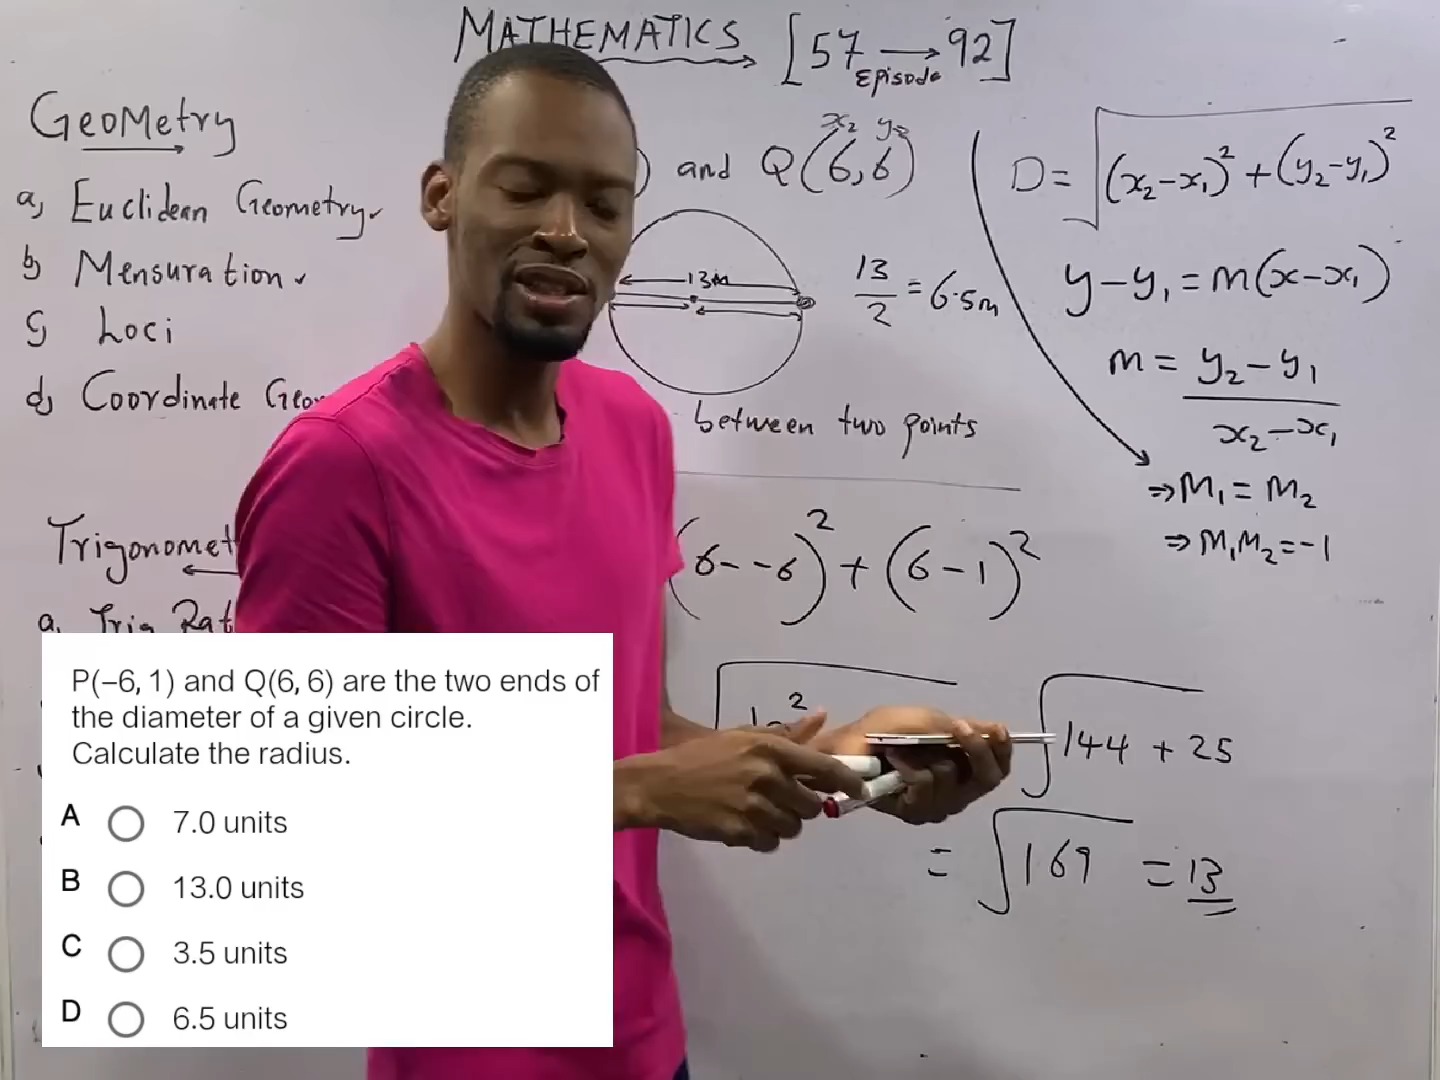 MATHEMATICS [57 → 92]
Episode
Geometry
a, Euclidean Geometry
b, Mensuration
c, Loci
d, Coordinate Geo
x₂ y₂
) and Q(6,6)
13m
13/2 = 6.5m
between two points
D= √(x₂-x₁)² + (y₂-y₁)²
y-y₁ = m(x-x₁)
m = y₂-y₁
x₂-x₁
⇒ M₁ = M₂
⇒ M₁M₂ = -1
Trigonomet
a, Trig Rat
(6--6)² + (6-1)²
√144 + 25
= √169 = 13
P(–6, 1) and Q(6, 6) are the two ends of
the diameter of a given circle.
Calculate the radius.
A 7.0 units
B 13.0 units
C 3.5 units
D 6.5 units